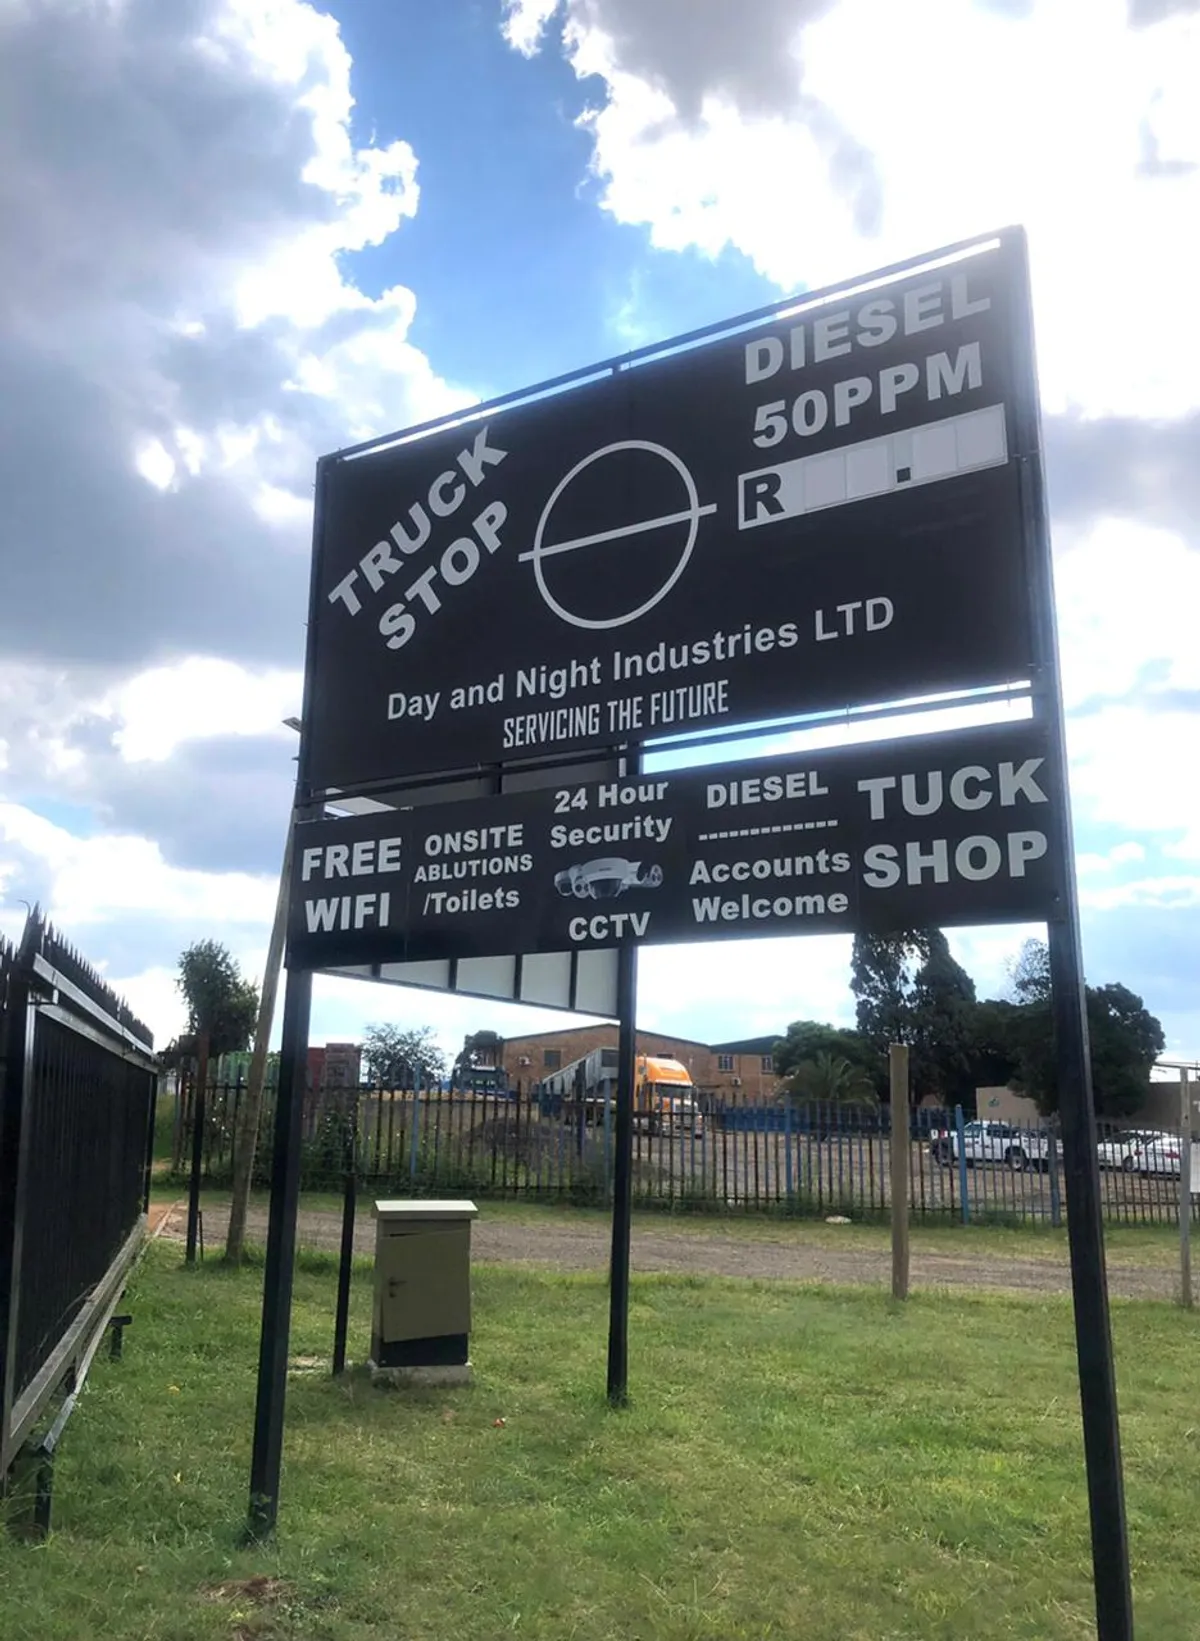 TRUCK
STOP
DIESEL
50PPM
R .
Day and Night Industries LTD
SERVICING THE FUTURE
FREE
WIFI
ONSITE
ABLUTIONS
/Toilets
24 Hour
Security
CCTV
DIESEL
-------------
Accounts
Welcome
TUCK
SHOP